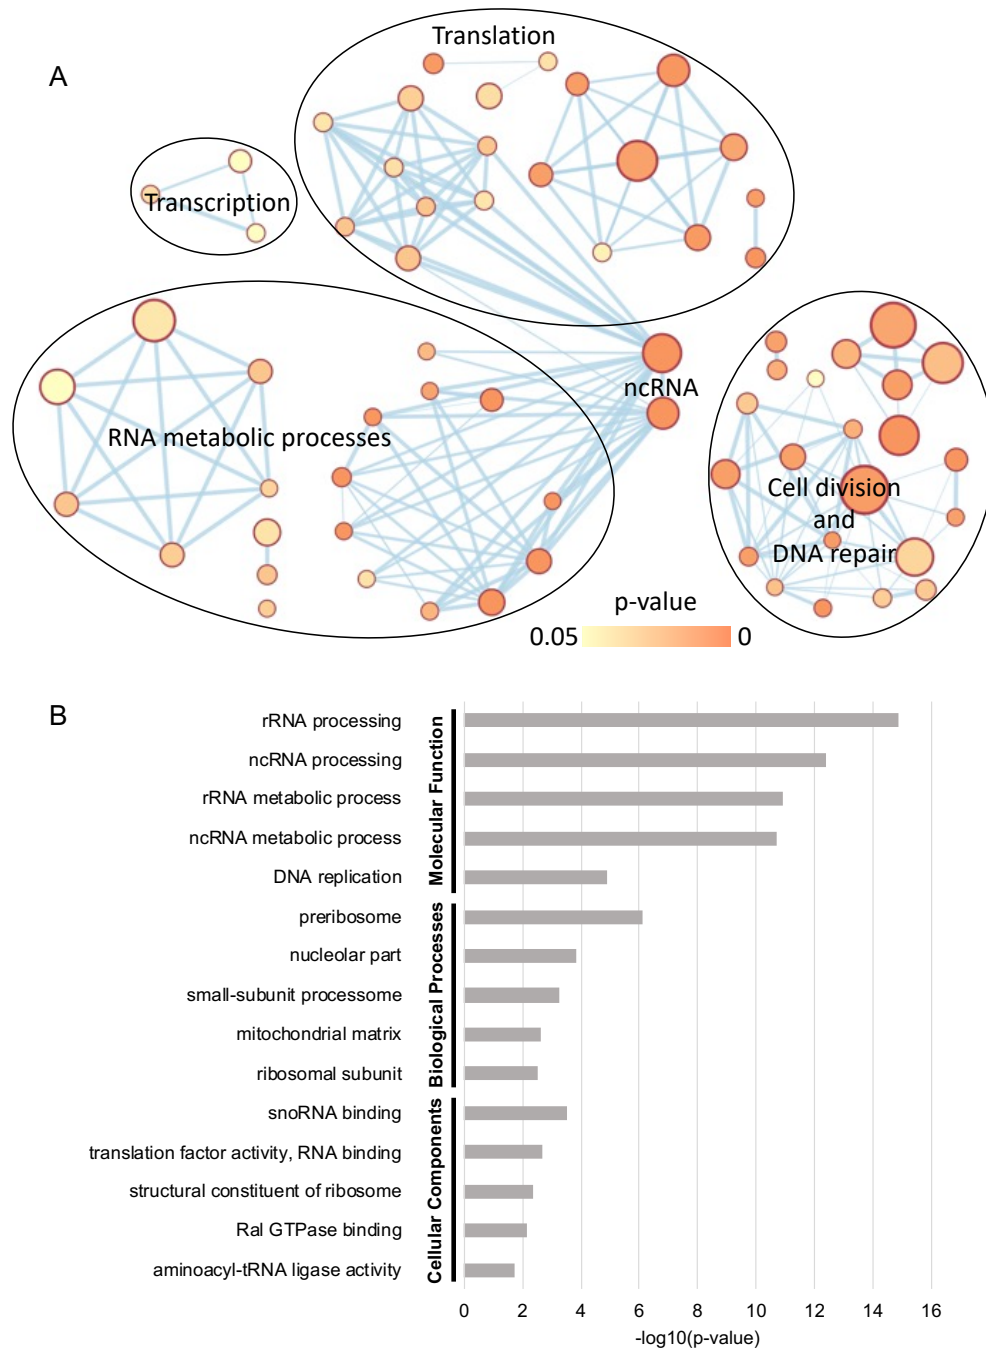 A
Translation
Transcription
ncRNA
RNA metabolic processes
Cell division
and
DNA repair
p-value
0.05
0
B
Molecular Function
rRNA processing
ncRNA processing
rRNA metabolic process
ncRNA metabolic process
DNA replication
Biological Processes
preribosome
nucleolar part
small-subunit processome
mitochondrial matrix
ribosomal subunit
Cellular Components
snoRNA binding
translation factor activity, RNA binding
structural constituent of ribosome
Ral GTPase binding
aminoacyl-tRNA ligase activity
0 2 4 6 8 10 12 14 16
-log10(p-value)